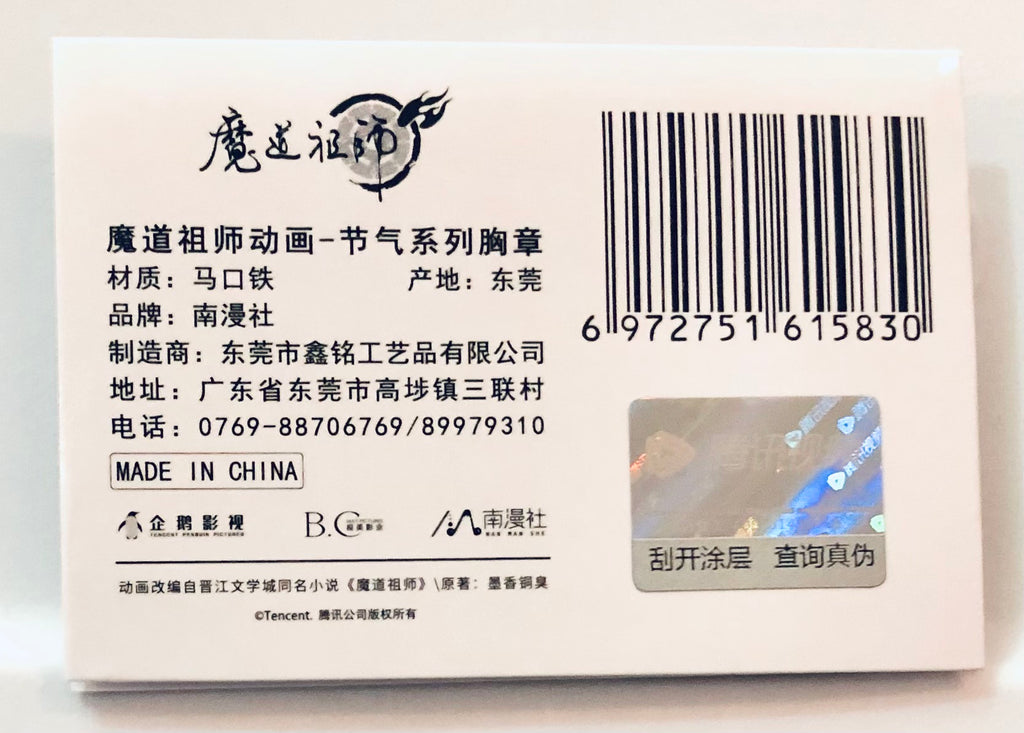 魔道祖师
魔道祖师动画-节气系列胸章
材质：马口铁 产地：东莞
品牌：南漫社
制造商：东莞市鑫铭工艺品有限公司
地址：广东省东莞市高埗镇三联村
电话：0769-88706769/89979310
MADE IN CHINA
企鹅影视
TENCENT PENGUIN PICTURES
B.C
南漫社
NAN MAN SHE
动画改编自晋江文学城同名小说《魔道祖师》\原著：墨香铜臭
©Tencent. 腾讯公司版权所有
6 972751 615830
刮开涂层 查询真伪